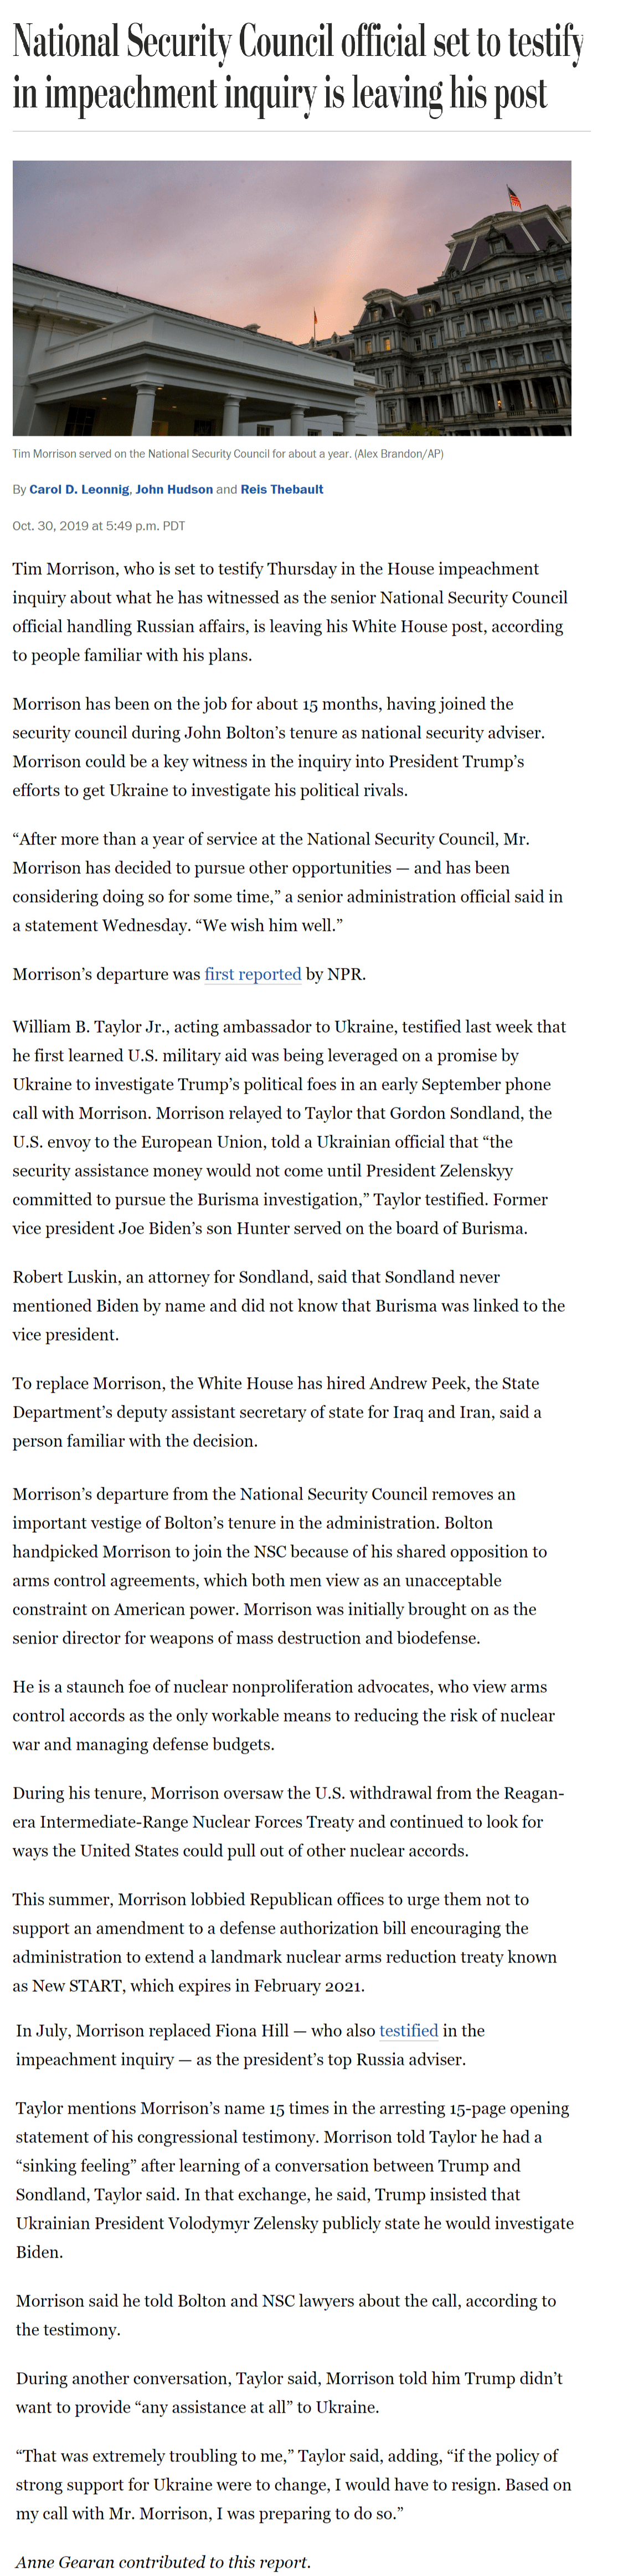 National Security Council official set to testify
in impeachment inquiry is leaving his post
Tim Morrison served on the National Security Council for about a year. (Alex Brandon/AP)
By Carol D. Leonnig, John Hudson and Reis Thebault
Oct. 30, 2019 at 5:49 p.m. PDT
Tim Morrison, who is set to testify Thursday in the House impeachment
inquiry about what he has witnessed as the senior National Security Council
official handling Russian affairs, is leaving his White House post, according
to people familiar with his plans.
Morrison has been on the job for about 15 months, having joined the
security council during John Bolton’s tenure as national security adviser.
Morrison could be a key witness in the inquiry into President Trump’s
efforts to get Ukraine to investigate his political rivals.
“After more than a year of service at the National Security Council, Mr.
Morrison has decided to pursue other opportunities — and has been
considering doing so for some time,” a senior administration official said in
a statement Wednesday. “We wish him well.”
Morrison’s departure was first reported by NPR.
William B. Taylor Jr., acting ambassador to Ukraine, testified last week that
he first learned U.S. military aid was being leveraged on a promise by
Ukraine to investigate Trump’s political foes in an early September phone
call with Morrison. Morrison relayed to Taylor that Gordon Sondland, the
U.S. envoy to the European Union, told a Ukrainian official that “the
security assistance money would not come until President Zelenskyy
committed to pursue the Burisma investigation,” Taylor testified. Former
vice president Joe Biden’s son Hunter served on the board of Burisma.
Robert Luskin, an attorney for Sondland, said that Sondland never
mentioned Biden by name and did not know that Burisma was linked to the
vice president.
To replace Morrison, the White House has hired Andrew Peek, the State
Department’s deputy assistant secretary of state for Iraq and Iran, said a
person familiar with the decision.
Morrison’s departure from the National Security Council removes an
important vestige of Bolton’s tenure in the administration. Bolton
handpicked Morrison to join the NSC because of his shared opposition to
arms control agreements, which both men view as an unacceptable
constraint on American power. Morrison was initially brought on as the
senior director for weapons of mass destruction and biodefense.
He is a staunch foe of nuclear nonproliferation advocates, who view arms
control accords as the only workable means to reducing the risk of nuclear
war and managing defense budgets.
During his tenure, Morrison oversaw the U.S. withdrawal from the Reagan-
era Intermediate-Range Nuclear Forces Treaty and continued to look for
ways the United States could pull out of other nuclear accords.
This summer, Morrison lobbied Republican offices to urge them not to
support an amendment to a defense authorization bill encouraging the
administration to extend a landmark nuclear arms reduction treaty known
as New START, which expires in February 2021.
In July, Morrison replaced Fiona Hill — who also testified in the
impeachment inquiry — as the president’s top Russia adviser.
Taylor mentions Morrison’s name 15 times in the arresting 15-page opening
statement of his congressional testimony. Morrison told Taylor he had a
“sinking feeling” after learning of a conversation between Trump and
Sondland, Taylor said. In that exchange, he said, Trump insisted that
Ukrainian President Volodymyr Zelensky publicly state he would investigate
Biden.
Morrison said he told Bolton and NSC lawyers about the call, according to
the testimony.
During another conversation, Taylor said, Morrison told him Trump didn’t
want to provide “any assistance at all” to Ukraine.
“That was extremely troubling to me,” Taylor said, adding, “if the policy of
strong support for Ukraine were to change, I would have to resign. Based on
my call with Mr. Morrison, I was preparing to do so.”
Anne Gearan contributed to this report.